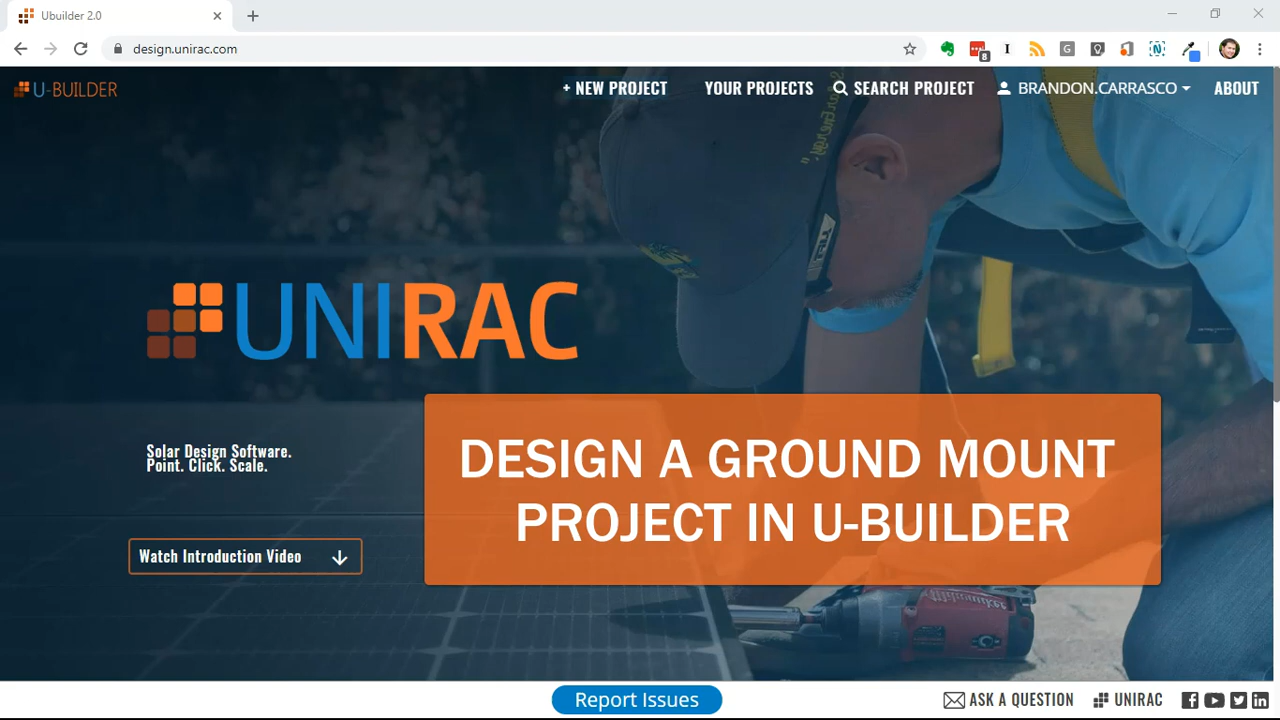 Ubuilder 2.0
design.unirac.com
8
U-BUILDER
+ NEW PROJECT
YOUR PROJECTS
SEARCH PROJECT
BRANDON.CARRASCO
ABOUT
UNIRAC
Solar Design Software.
Point. Click. Scale.
DESIGN A GROUND MOUNT
PROJECT IN U-BUILDER
Watch Introduction Video
Report Issues
ASK A QUESTION
UNIRAC